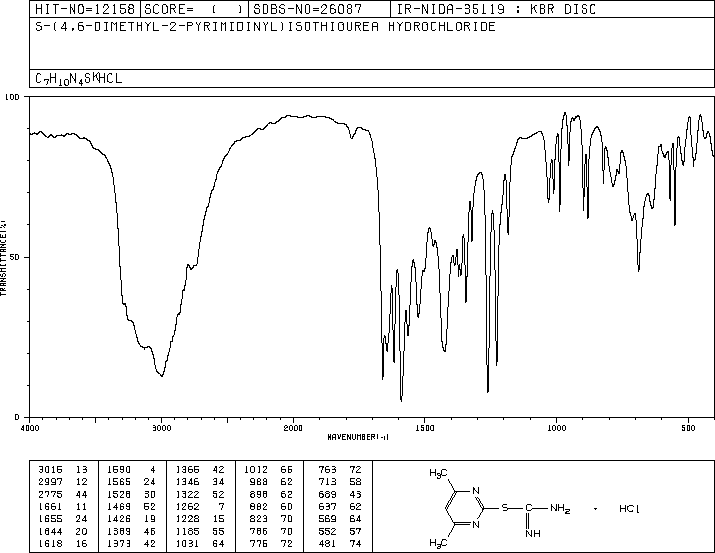 HIT-NO=12158 SCORE= ( ) SDBS-NO=26087 IR-NIDA-35119 : KBR DISC
S-(4,6-DIMETHYL-2-PYRIMIDINYL)ISOTHIOUREA HYDROCHLORIDE
C7H10N4S·HCL
100
TRANSMITTANCE(%)
50
0
4000 3000 2000 1500 1000 500
WAVENUMBER(-1)
3015 13 1590 4 1366 42 1012 66 763 72
2997 12 1565 24 1346 34 988 62 713 58
2775 44 1528 30 1322 52 898 62 689 43
1661 11 1469 52 1262 7 882 60 637 62
1655 24 1426 19 1228 15 823 70 569 64
1644 20 1389 46 1185 55 786 70 552 57
1618 16 1373 42 1031 64 776 72 481 74
H3C
N
S
C
NH2
· HCl
N
H3C
NH